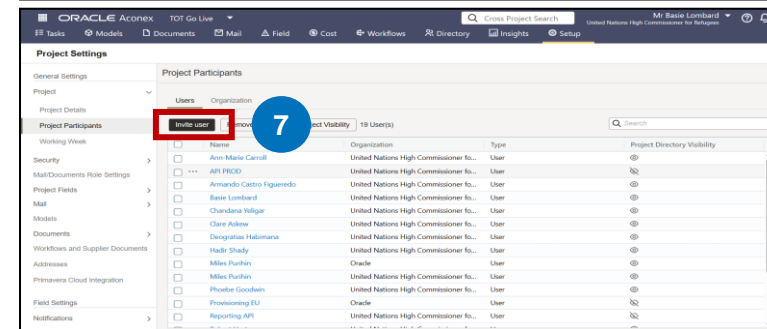 ORACLE Aconex TOT Go Live Cross Project Search Mr Basie Lombard
United Nations High Commissioner for Refugees
Tasks Models Documents Mail Field Cost Workflows Directory Insights Setup
Project Settings
General Settings
Project
Project Details
Project Participants
Working Week
Security
Mail/Documents Role Settings
Project Fields
Mail
Models
Documents
Workflows and Supplier Documents
Addresses
Primavera Cloud Integration
Field Settings
Notifications
Project Participants
Users Organization
Invite user 7 Visibility 19 User(s) Search
Name Organization Type Project Directory Visibility
Ann-Marie Carroll United Nations High Commissioner fo... User
API PROD United Nations High Commissioner fo... User
Armando Castro Figueredo United Nations High Commissioner fo... User
Basie Lombard United Nations High Commissioner fo... User
Chandana Yeligar United Nations High Commissioner fo... User
Clare Askew United Nations High Commissioner fo... User
Deogratias Habimana United Nations High Commissioner fo... User
Hadir Shady United Nations High Commissioner fo... User
Miles Purihin Oracle User
Miles Purihin United Nations High Commissioner fo... User
Phoebe Goodwin United Nations High Commissioner fo... User
Provisioning EU Oracle User
Reporting API United Nations High Commissioner fo... User